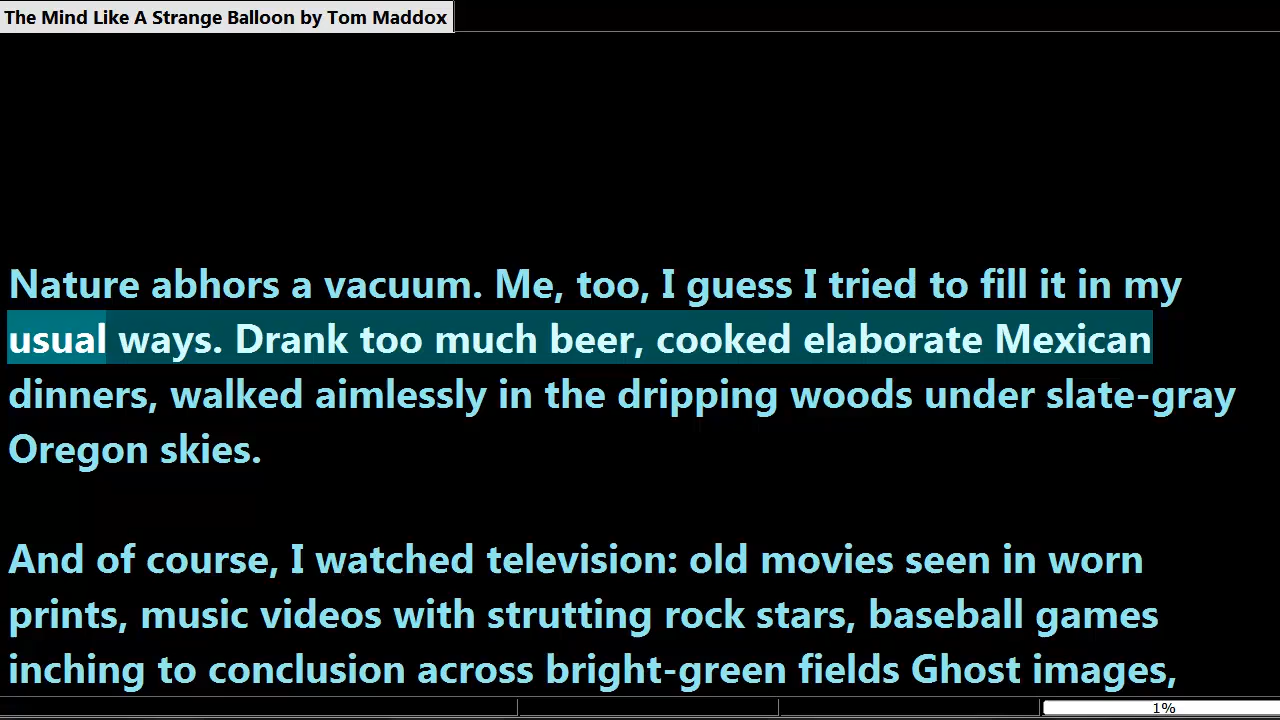 The Mind Like A Strange Balloon by Tom Maddox
Nature abhors a vacuum. Me, too, I guess I tried to fill it in my
usual ways. Drank too much beer, cooked elaborate Mexican
dinners, walked aimlessly in the dripping woods under slate-gray
Oregon skies.
And of course, I watched television: old movies seen in worn
prints, music videos with strutting rock stars, baseball games
inching to conclusion across bright-green fields Ghost images,
1%